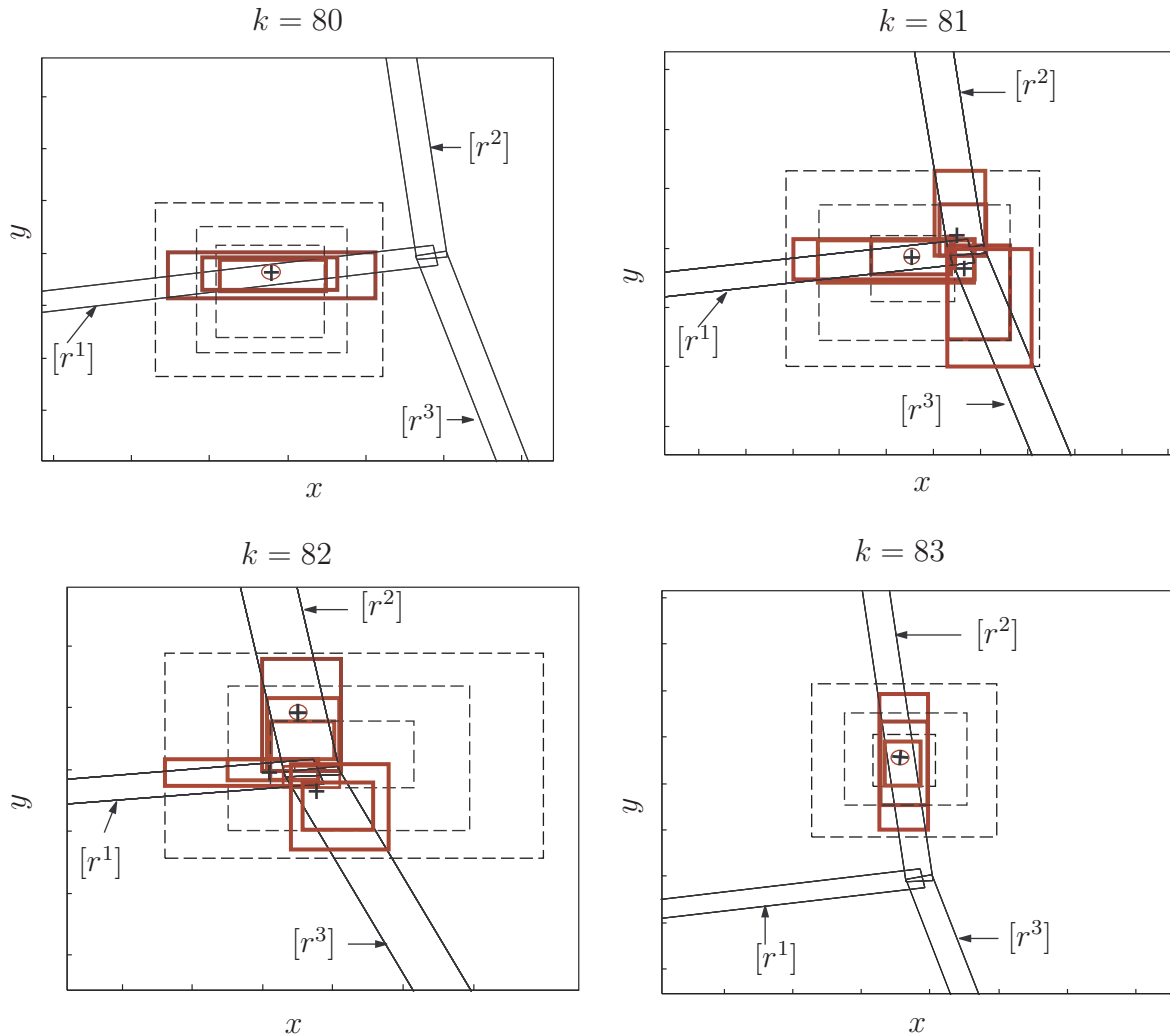 k = 80
k = 81
y
[r²]
[r¹]
[r³]
x
y
[r²]
[r¹]
[r³]
x
k = 82
k = 83
y
[r²]
[r¹]
[r³]
x
y
[r²]
[r¹]
[r³]
x